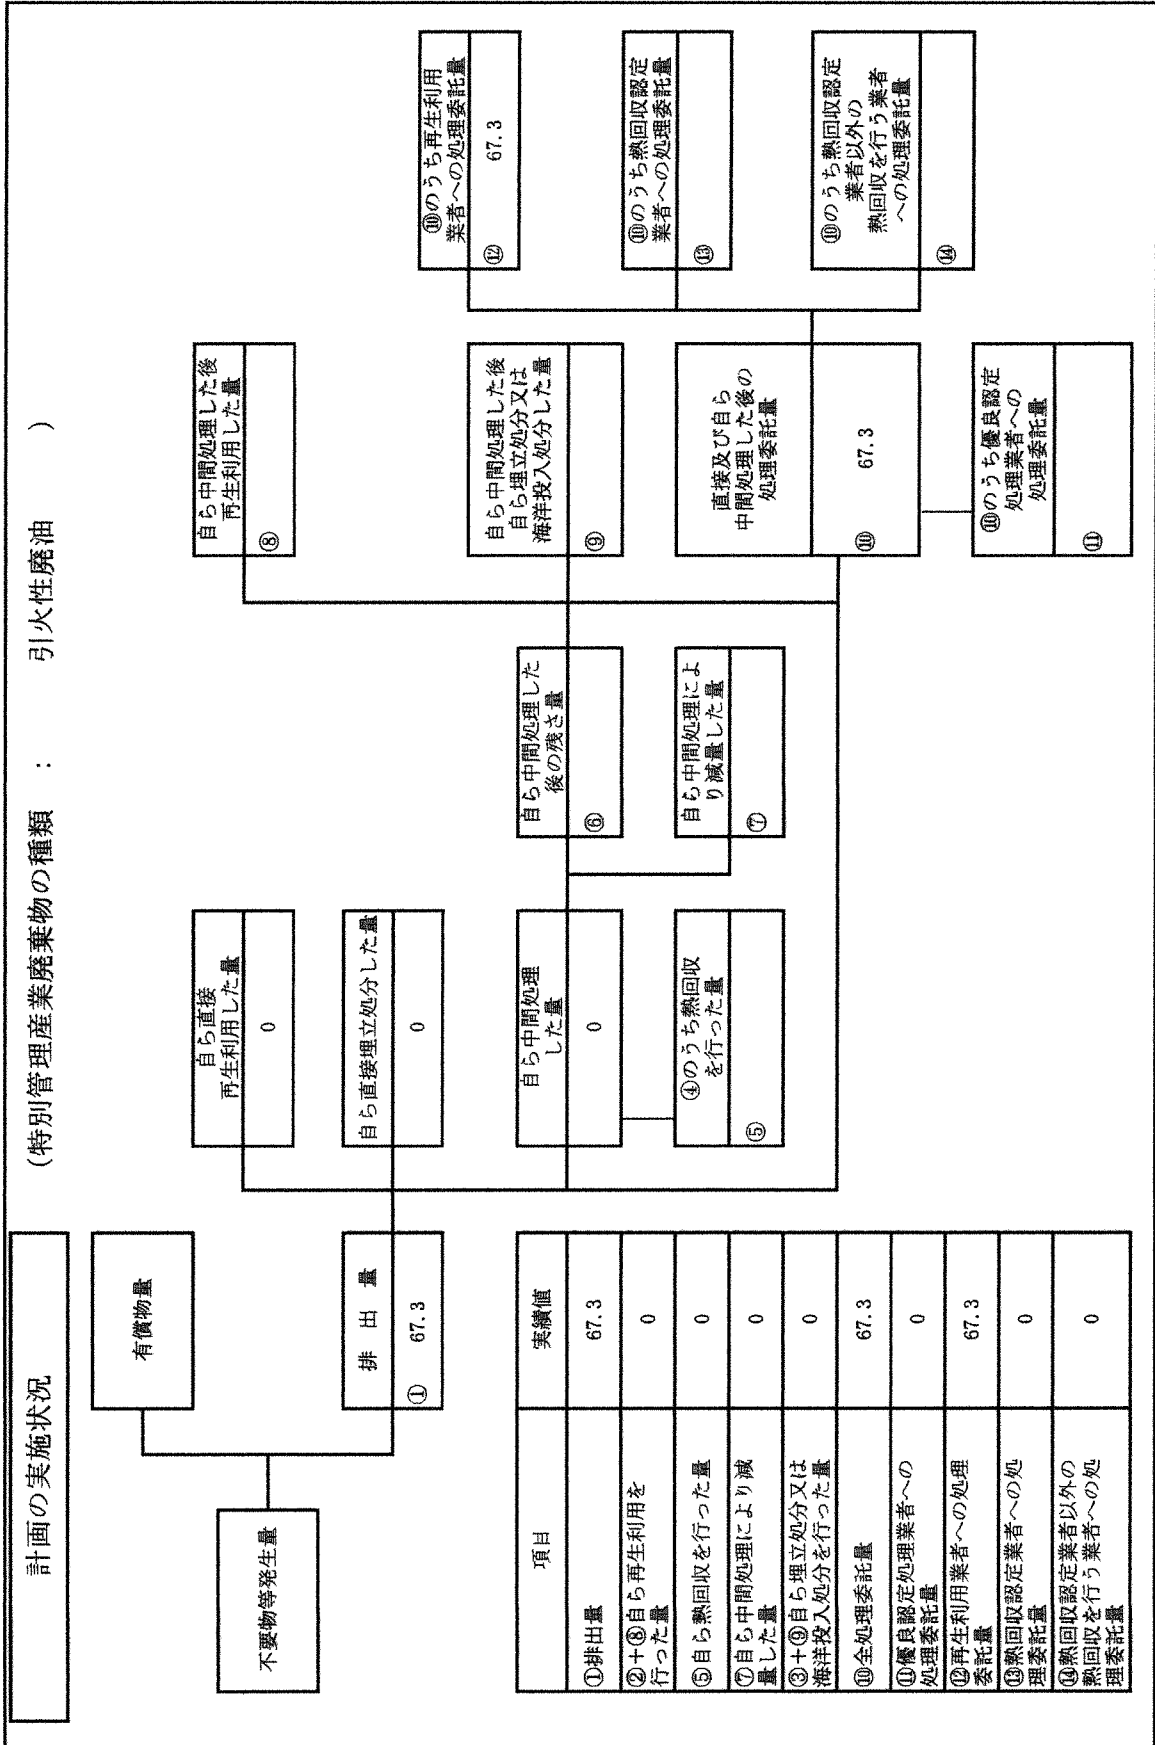 計画の実施状況
(特別管理産業廃棄物の種類 : 引火性廃油 )
不要物等発生量
有償物量
排 出 量
① 67.3
自ら直接
再生利用した量
0
自ら直接埋立処分した量
0
自ら中間処理
した量
0
④のうち熱回収
を行った量
⑤
自ら中間処理した
後の残さ量
⑥
自ら中間処理によ
り減量した量
⑦
自ら中間処理した後
再生利用した量
⑧
自ら中間処理した後
自ら埋立処分又は
海洋投入処分した量
⑨
直接及び自ら
中間処理した後の
処理委託量
⑩ 67.3
⑩のうち優良認定
処理業者への
処理委託量
⑪
⑩のうち再生利用
業者への処理委託量
⑫ 67.3
⑩のうち熱回収認定
業者への処理委託量
⑬
⑩のうち熱回収認定
業者以外の
熱回収を行う業者
への処理委託量
⑭
項目 実績値
①排出量 67.3
②+⑧自ら再生利用を
行った量 0
⑤自ら熱回収を行った量 0
⑦自ら中間処理により減
量した量 0
③+⑨自ら埋立処分又は
海洋投入処分を行った量 0
⑩全処理委託量 67.3
⑪優良認定処理業者への
処理委託量 0
⑫再生利用業者への処理
委託量 67.3
⑬熱回収認定業者への処
理委託量 0
⑭熱回収認定業者以外の
熱回収を行う業者への処
理委託量 0